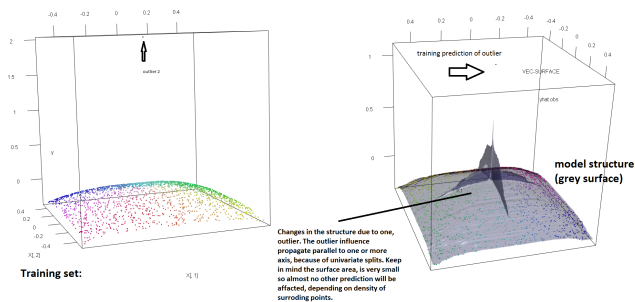 -0.4 -0.2 0 0.2 0.4
2
outlier 2
1.5
1
y
0.5
0
0.4
0.2
0
-0.2
-0.4
X[, 2]
X[, 1]
Training set:
-0.4 -0.2 0 0.2 0.4
0.4
0.2
0
-0.2
-0.4
training prediction of outlier
VEC-SURFACE
yhat.obs
1
0.5
0
model structure
(grey surface)
Changes in the structure due to one,
outlier. The outlier influence
propagate parallel to one or more
axis, because of univariate splits. Keep
in mind the surface area, is very small
so almost no other prediction will be
affacted, depending on density of
surroding points.